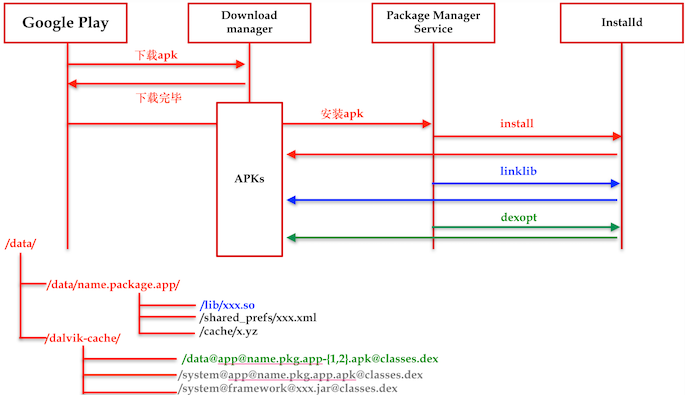 Google Play
Download
manager
Package Manager
Service
Installd
下载apk
下载完毕
安装apk
install
APKs
linklib
dexopt
/data/
/data/name.package.app/
/lib/xxx.so
/shared_prefs/xxx.xml
/cache/x.yz
/dalvik-cache/
/data@app@name.pkg.app-{1,2}.apk@classes.dex
/system@app@name.pkg.app.apk@classes.dex
/system@framework@xxx.jar@classes.dex